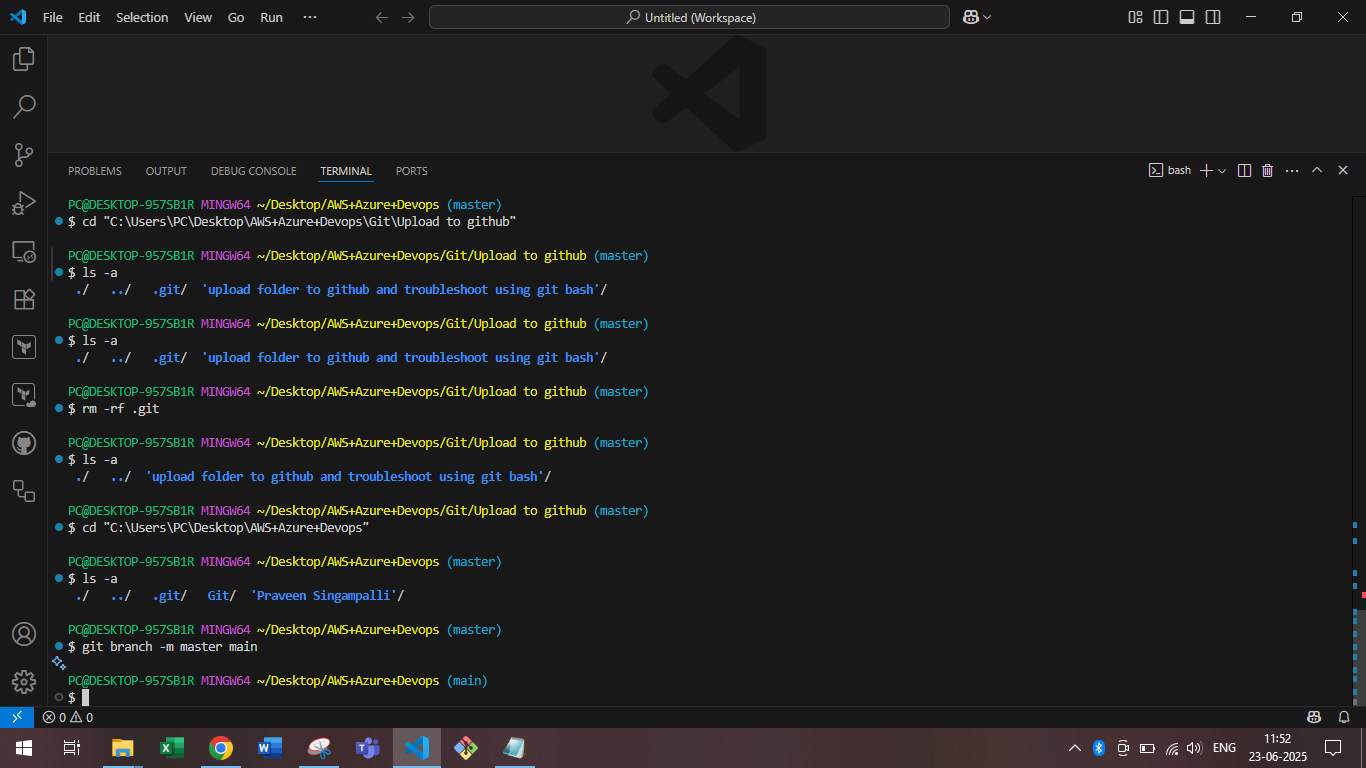 File Edit Selection View Go Run ···
Untitled (Workspace)
PROBLEMS OUTPUT DEBUG CONSOLE TERMINAL PORTS
bash
PC@DESKTOP-957SB1R MINGW64 ~/Desktop/AWS+Azure+Devops (master)
$ cd "C:\Users\PC\Desktop\AWS+Azure+Devops\Git\Upload to github"
PC@DESKTOP-957SB1R MINGW64 ~/Desktop/AWS+Azure+Devops/Git/Upload to github (master)
$ ls -a
./ ../ .git/ 'upload folder to github and troubleshoot using git bash'/
PC@DESKTOP-957SB1R MINGW64 ~/Desktop/AWS+Azure+Devops/Git/Upload to github (master)
$ ls -a
./ ../ .git/ 'upload folder to github and troubleshoot using git bash'/
PC@DESKTOP-957SB1R MINGW64 ~/Desktop/AWS+Azure+Devops/Git/Upload to github (master)
$ rm -rf .git
PC@DESKTOP-957SB1R MINGW64 ~/Desktop/AWS+Azure+Devops/Git/Upload to github (master)
$ ls -a
./ ../ 'upload folder to github and troubleshoot using git bash'/
PC@DESKTOP-957SB1R MINGW64 ~/Desktop/AWS+Azure+Devops/Git/Upload to github (master)
$ cd "C:\Users\PC\Desktop\AWS+Azure+Devops"
PC@DESKTOP-957SB1R MINGW64 ~/Desktop/AWS+Azure+Devops (master)
$ ls -a
./ ../ .git/ Git/ 'Praveen Singampalli'/
PC@DESKTOP-957SB1R MINGW64 ~/Desktop/AWS+Azure+Devops (master)
$ git branch -m master main
PC@DESKTOP-957SB1R MINGW64 ~/Desktop/AWS+Azure+Devops (main)
$
0 0
ENG
11:52
23-06-2025